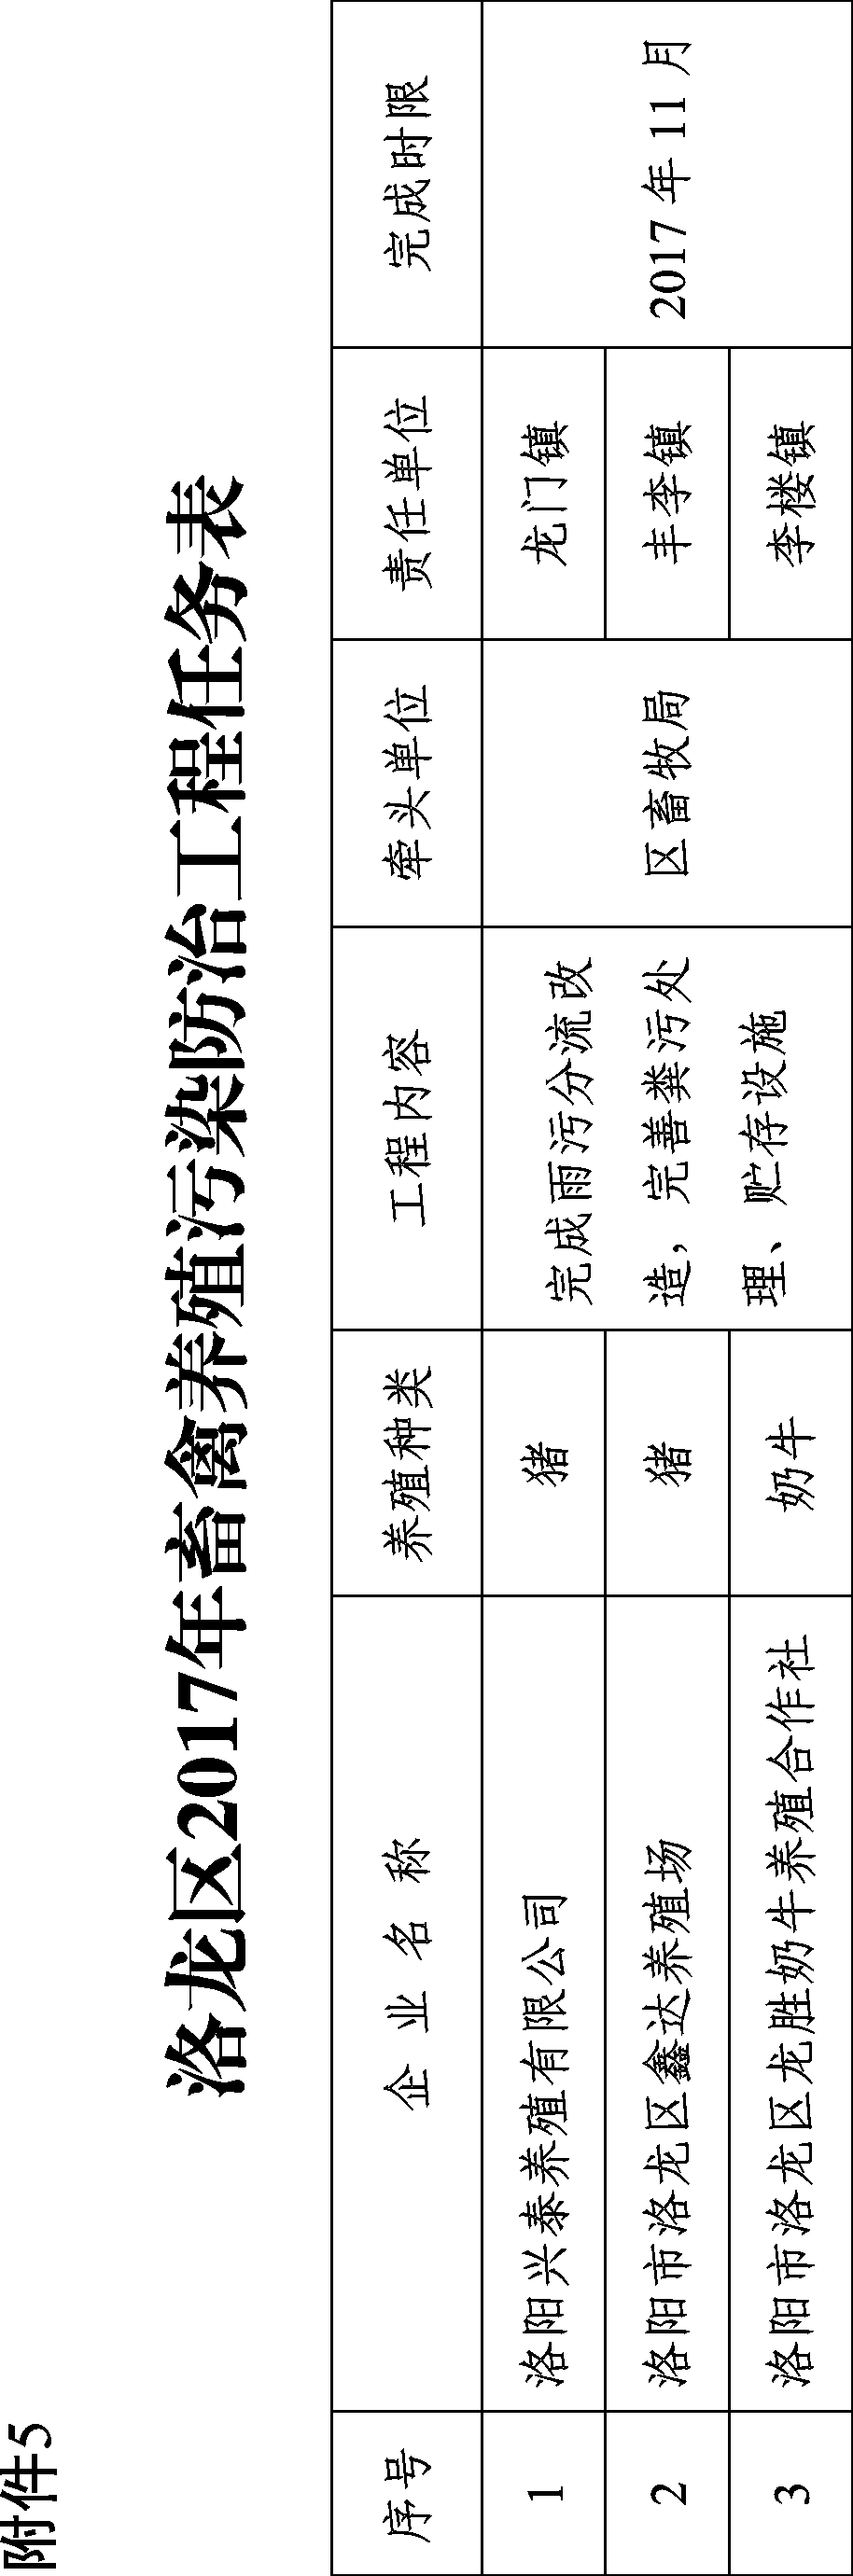 附件5
洛龙区2017年畜禽养殖污染防治工程任务表
序号 企业名称 养殖种类 工程内容 牵头单位 责任单位 完成时限
1 洛阳兴泰养殖有限公司 猪 完成雨污分流改 龙门镇
2 洛阳市洛龙区鑫达养殖场 猪 造，完善粪污处 区畜牧局 丰李镇 2017年11月
3 洛阳市洛龙区龙胜奶牛养殖合作社 奶牛 理、贮存设施 李楼镇